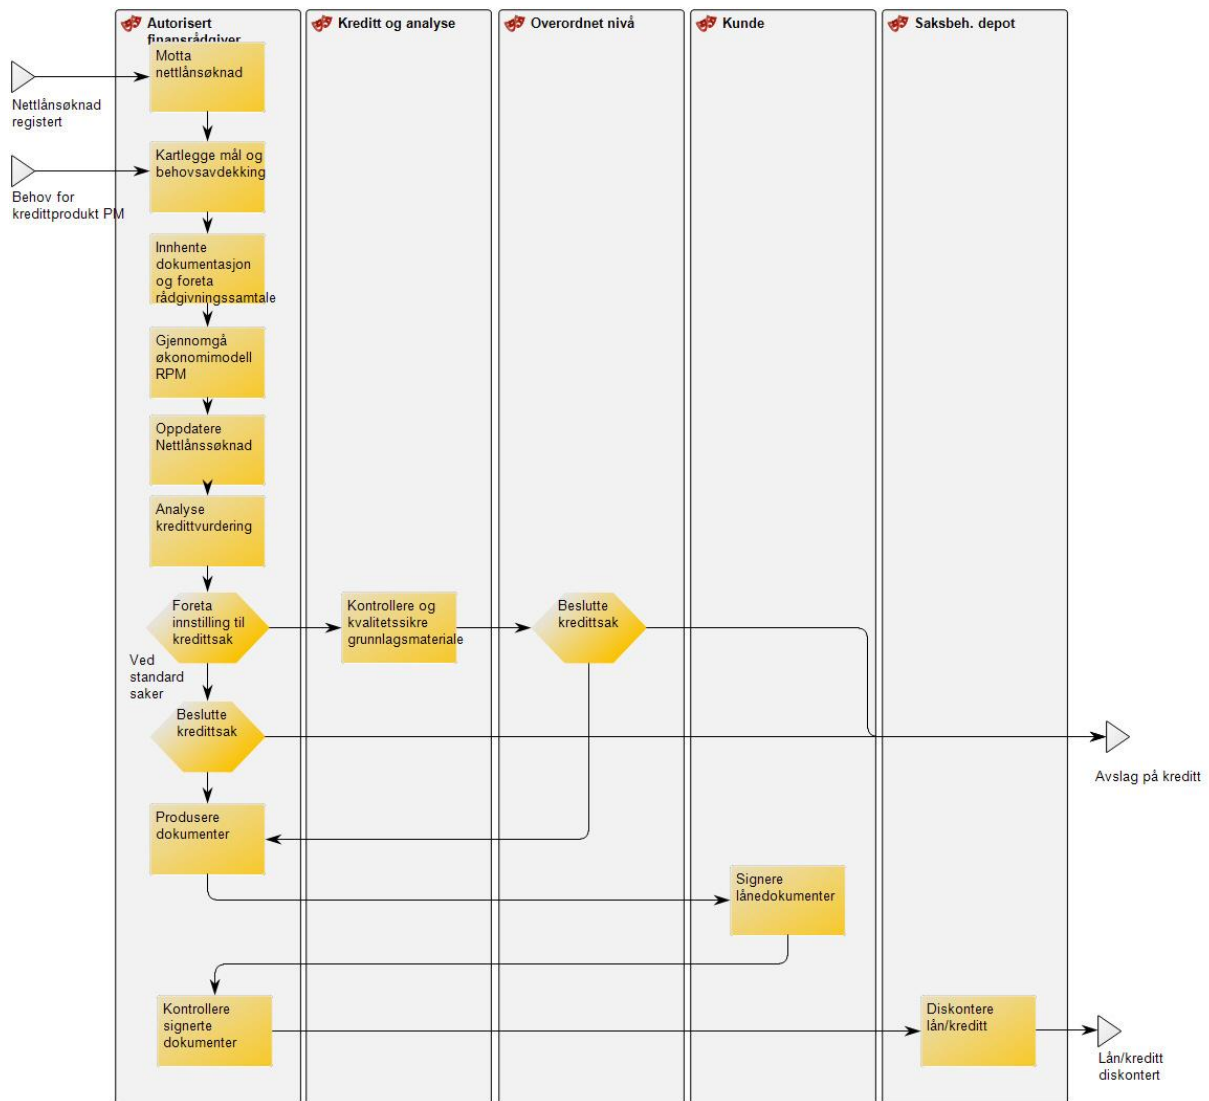 Autorisert
finansrådgiver
Kreditt og analyse
Overordnet nivå
Kunde
Saksbeh. depot
Motta
nettlånsøknad
Nettlånsøknad
registert
Kartlegge mål og
behovsavdekking
Behov for
kredittprodukt PM
Innhente
dokumentasjon
og foreta
rådgivningssamtale
Gjennomgå
økonomimodell
RPM
Oppdatere
Nettlånssøknad
Analyse
kredittvurdering
Foreta
innstilling til
kredittsak
Kontrollere og
kvalitetssikre
grunnlagsmateriale
Beslutte
kredittsak
Ved
standard
saker
Beslutte
kredittsak
Avslag på kreditt
Produsere
dokumenter
Signere
lånedokumenter
Kontrollere
signerte
dokumenter
Diskontere
lån/kreditt
Lån/kreditt
diskontert